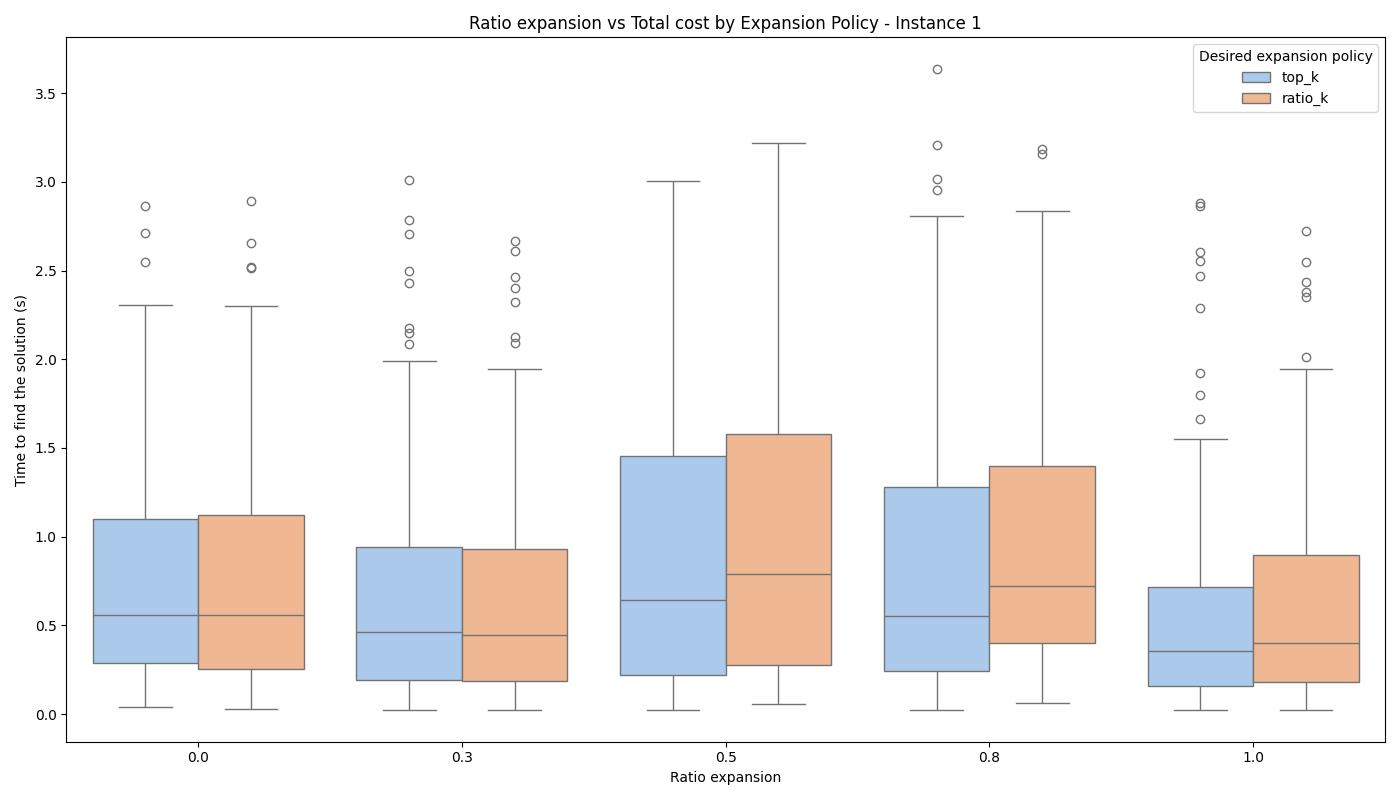 Ratio expansion vs Total cost by Expansion Policy - Instance 1
Desired expansion policy
top_k
ratio_k
Time to find the solution (s)
3.5
3.0
2.5
2.0
1.5
1.0
0.5
0.0
0.0
0.3
0.5
0.8
1.0
Ratio expansion